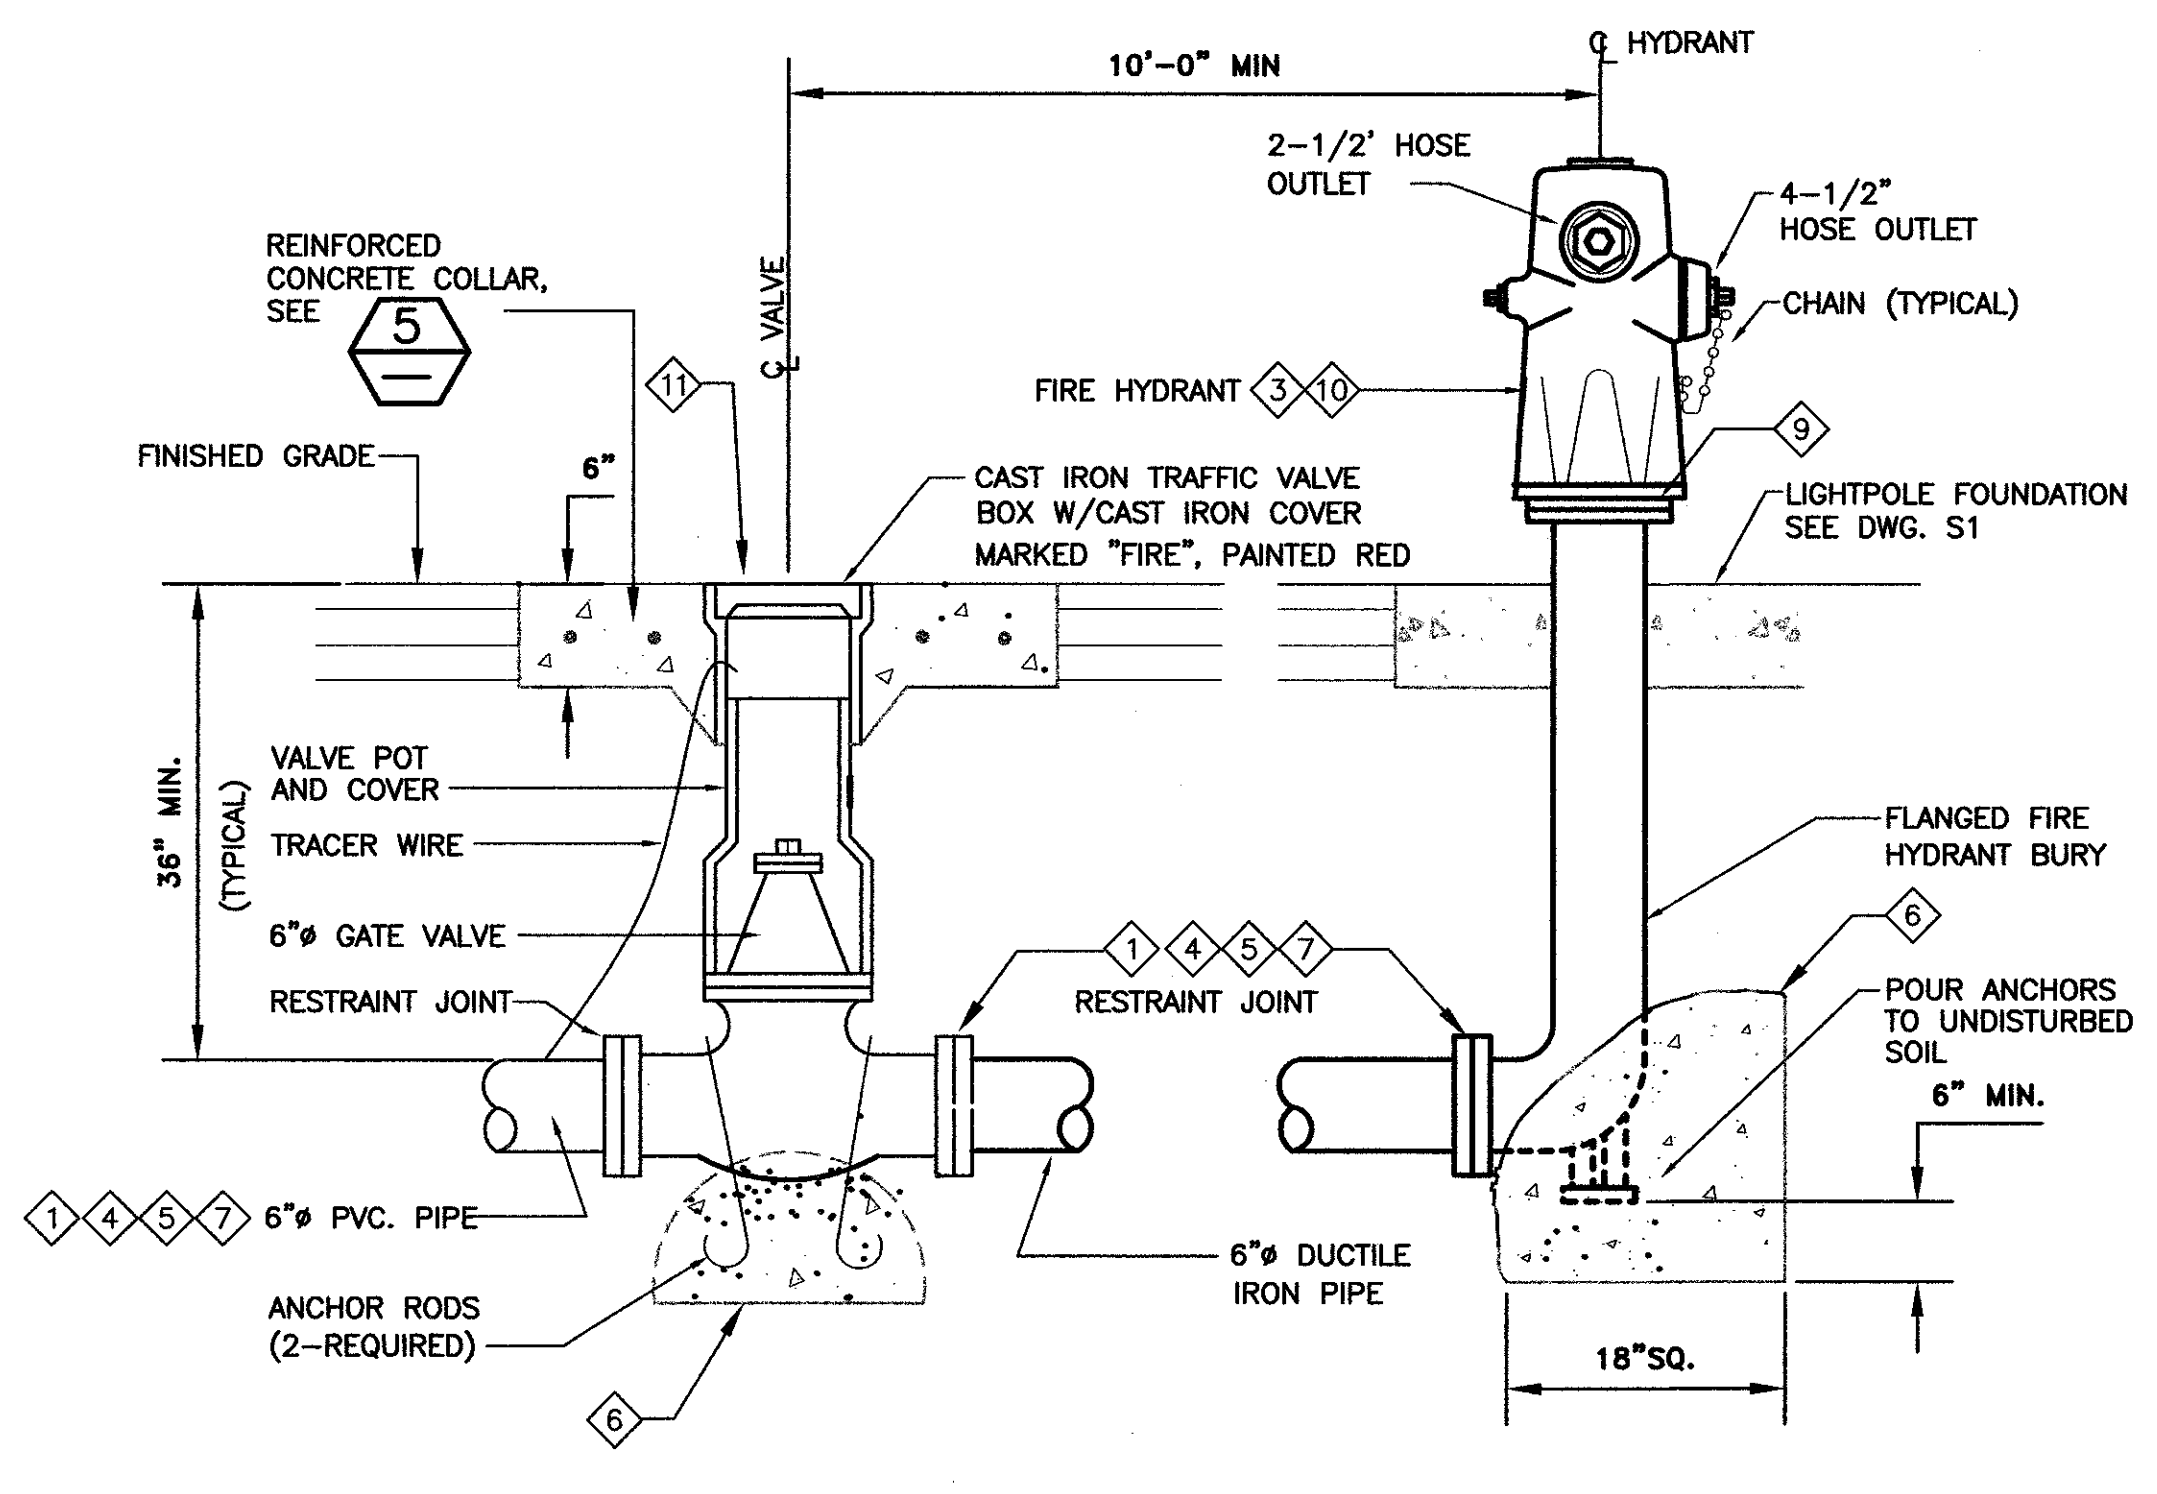 ℄ HYDRANT
10'-0" MIN
2-1/2' HOSE
OUTLET
4-1/2"
HOSE OUTLET
REINFORCED
CONCRETE COLLAR,
SEE
5
—
℄ VALVE
CHAIN (TYPICAL)
11
FIRE HYDRANT 3 10
9
FINISHED GRADE
6"
CAST IRON TRAFFIC VALVE
BOX W/CAST IRON COVER
MARKED "FIRE", PAINTED RED
LIGHTPOLE FOUNDATION
SEE DWG. S1
36" MIN.
(TYPICAL)
VALVE POT
AND COVER
TRACER WIRE
FLANGED FIRE
HYDRANT BURY
6"ø GATE VALVE
1 4 5 7
6
RESTRAINT JOINT
RESTRAINT JOINT
POUR ANCHORS
TO UNDISTURBED
SOIL
6" MIN.
1 4 5 7 6"ø PVC. PIPE
6"ø DUCTILE
IRON PIPE
ANCHOR RODS
(2-REQUIRED)
18"SQ.
6